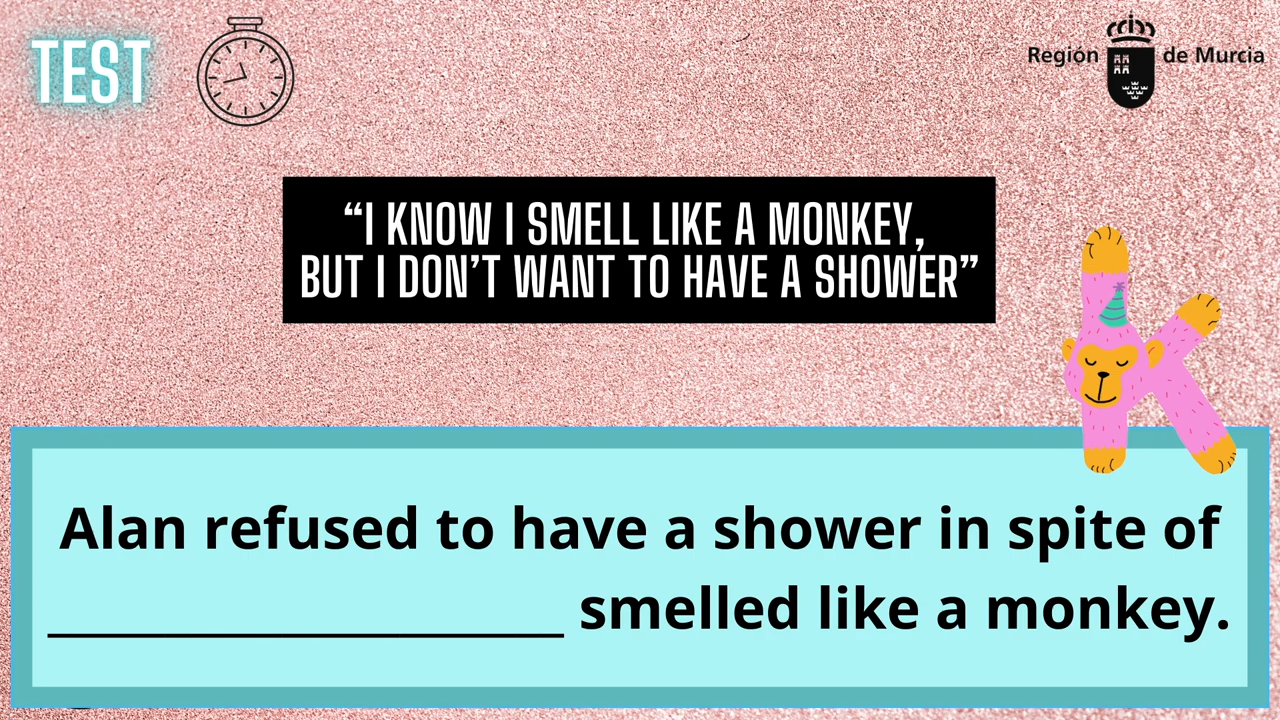 TEST
Región de Murcia
“I KNOW I SMELL LIKE A MONKEY,
BUT I DON’T WANT TO HAVE A SHOWER”
Alan refused to have a shower in spite of
____________________ smelled like a monkey.